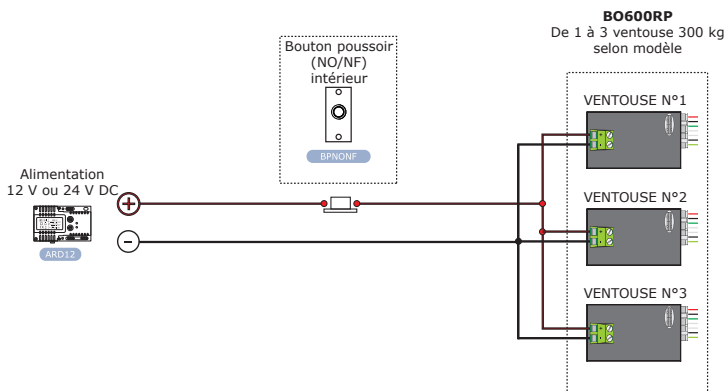 BO600RP
De 1 à 3 ventouse 300 kg
selon modèle
Bouton poussoir
(NO/NF)
intérieur
BPNONF
VENTOUSE N°1
Alimentation
12 V ou 24 V DC
+
-
ARD12
VENTOUSE N°2
VENTOUSE N°3